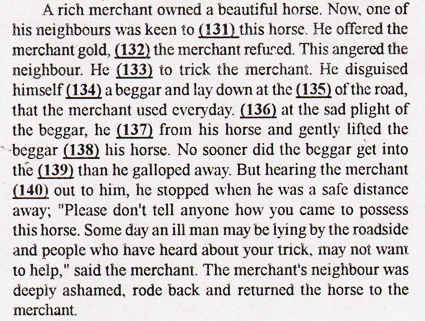 A rich merchant owned a beautiful horse. Now, one of
his neighbours was keen to (131) this horse. He offered the
merchant gold, (132) the merchant refured. This angered the
neighbour. He (133) to trick the merchant. He disguised
himself (134) a beggar and lay down at the (135) of the road,
that the merchant used everyday. (136) at the sad plight of
the beggar, he (137) from his horse and gently lifted the
beggar (138) his horse. No sooner did the beggar get into
the (139) than he galloped away. But hearing the merchant
(140) out to him, he stopped when he was a safe distance
away; "Please don't tell anyone how you came to possess
this horse. Some day an ill man may be lying by the roadside
and people who have heard about your trick, may not want
to help," said the merchant. The merchant's neighbour was
deeply ashamed, rode back and returned the horse to the
merchant.